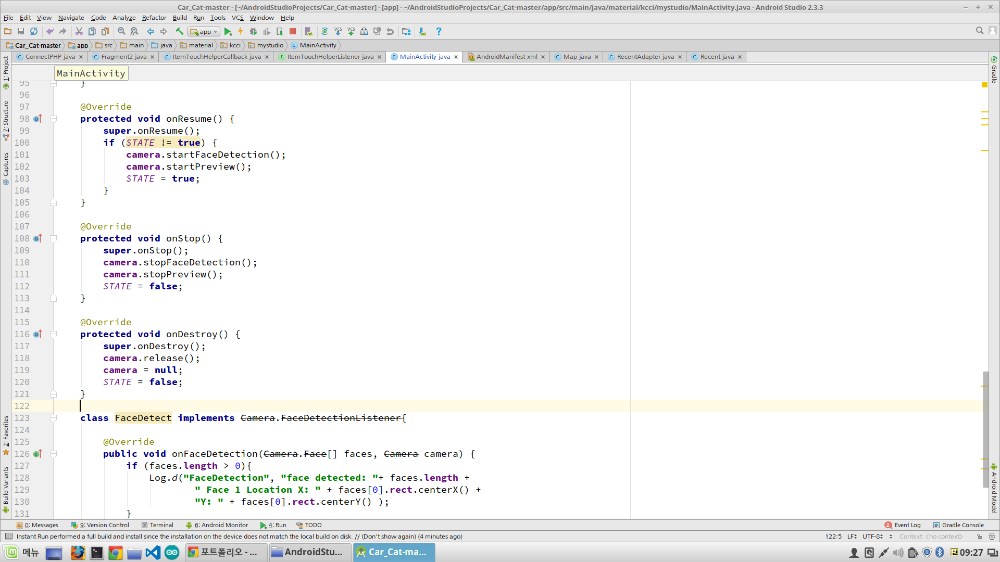 Car_Cat-master - [~/AndroidStudioProjects/Car_Cat-master] - [app] - ~/AndroidStudioProjects/Car_Cat-master/app/src/main/java/material/kcci/mystudio/MainActivity.java - Android Studio 2.3.3
File Edit View Navigate Code Analyze Refactor Build Run Tools VCS Window Help
app
Car_Cat-master app src main java material kcci mystudio MainActivity
ConnectPHP.java Fragment2.java ItemTouchHelperCallback.java ItemTouchHelperListener.java MainActivity.java AndroidManifest.xml Map.java RecentAdapter.java Recent.java
MainActivity
1: Project
7: Structure
Captures
2: Favorites
Build Variants
Gradle
Android Model
95 }
96
97 @Override
98 protected void onResume() {
99 super.onResume();
100 if (STATE != true) {
101 camera.startFaceDetection();
102 camera.startPreview();
103 STATE = true;
104 }
105 }
106
107 @Override
108 protected void onStop() {
109 super.onStop();
110 camera.stopFaceDetection();
111 camera.stopPreview();
112 STATE = false;
113 }
114
115 @Override
116 protected void onDestroy() {
117 super.onDestroy();
118 camera.release();
119 camera = null;
120 STATE = false;
121 }
122
123 class FaceDetect implements Camera.FaceDetectionListener{
124
125 @Override
126 public void onFaceDetection(Camera.Face[] faces, Camera camera) {
127 if (faces.length > 0){
128 Log.d("FaceDetection", "face detected: "+ faces.length +
129 " Face 1 Location X: " + faces[0].rect.centerX() +
130 "Y: " + faces[0].rect.centerY() );
131 }
0: Messages 9: Version Control Terminal 6: Android Monitor 4: Run TODO 2 Event Log Gradle Console
Instant Run performed a full build and install since the installation on the device does not match the local build on disk. // (Don't show again) (4 minutes ago) 122:5 LF UTF-8 Context: <no context>
메뉴 포트폴리오 - ... AndroidStu... Car_Cat-ma... 09:27